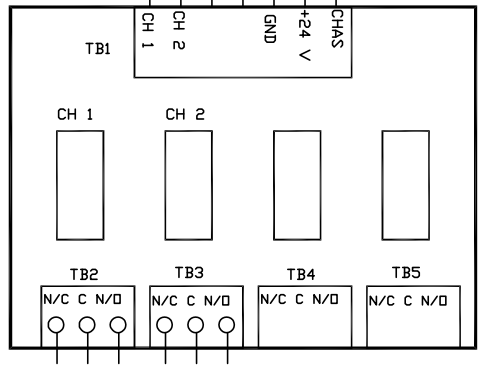 CH 1
CH 2
GND
+24 V
CHAS
TB1
CH 1
CH 2
TB2
TB3
TB4
TB5
N/C C N/O
N/C C N/O
N/C C N/O
N/C C N/O